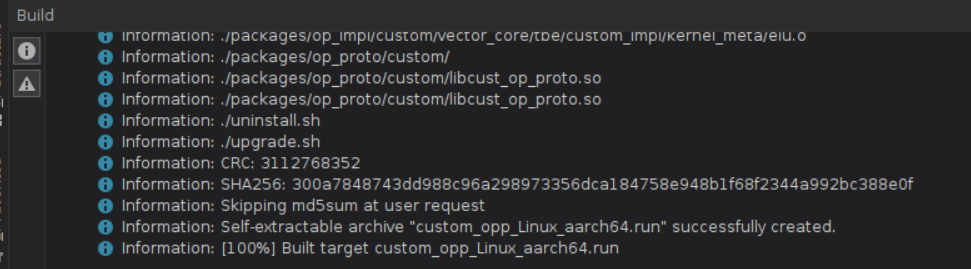 Build
Information: ./packages/op_impl/custom/vector_core/tbe/custom_impl/kernel_meta/elu.o
Information: ./packages/op_proto/custom/
Information: ./packages/op_proto/custom/libcust_op_proto.so
Information: ./packages/op_proto/custom/libcust_op_proto.so
Information: ./uninstall.sh
Information: ./upgrade.sh
Information: CRC: 3112768352
Information: SHA256: 300a7848743dd988c96a298973356dca184758e948b1f68f2344a992bc388e0f
Information: Skipping md5sum at user request
Information: Self-extractable archive "custom_opp_Linux_aarch64.run" successfully created.
Information: [100%] Built target custom_opp_Linux_aarch64.run